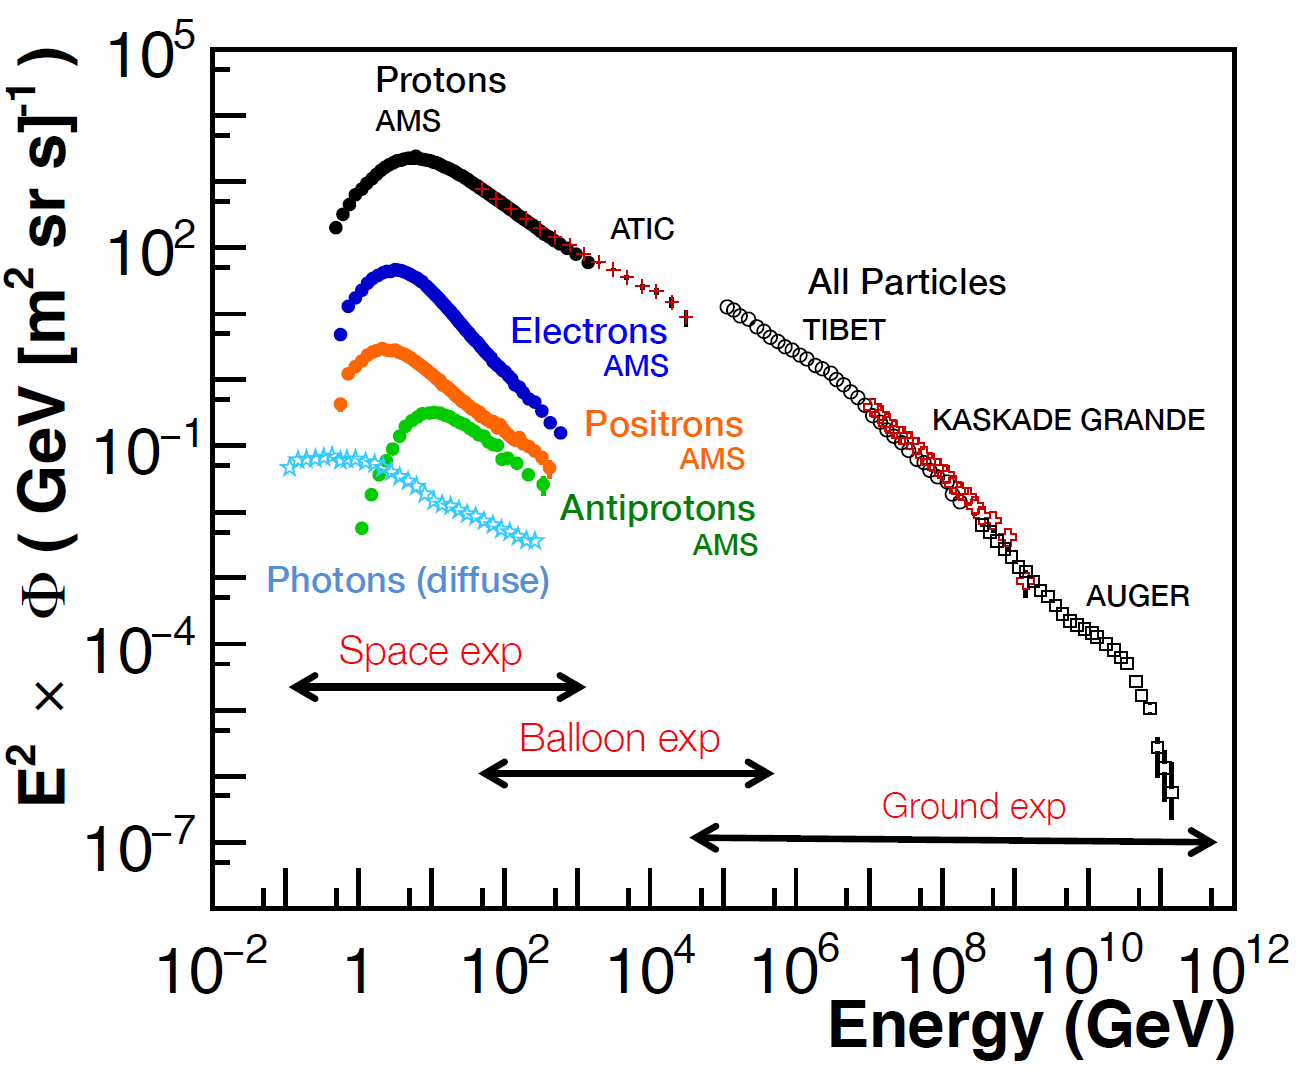 10⁵
10²
10⁻¹
10⁻⁴
10⁻⁷
E² × Φ ( GeV [m² sr s]⁻¹ )
Protons
AMS
ATIC
All Particles
TIBET
Electrons
AMS
KASKADE GRANDE
Positrons
AMS
Antiprotons
AMS
Photons (diffuse)
AUGER
Space exp
Balloon exp
Ground exp
10⁻² 1 10² 10⁴ 10⁶ 10⁸ 10¹⁰ 10¹²
Energy (GeV)